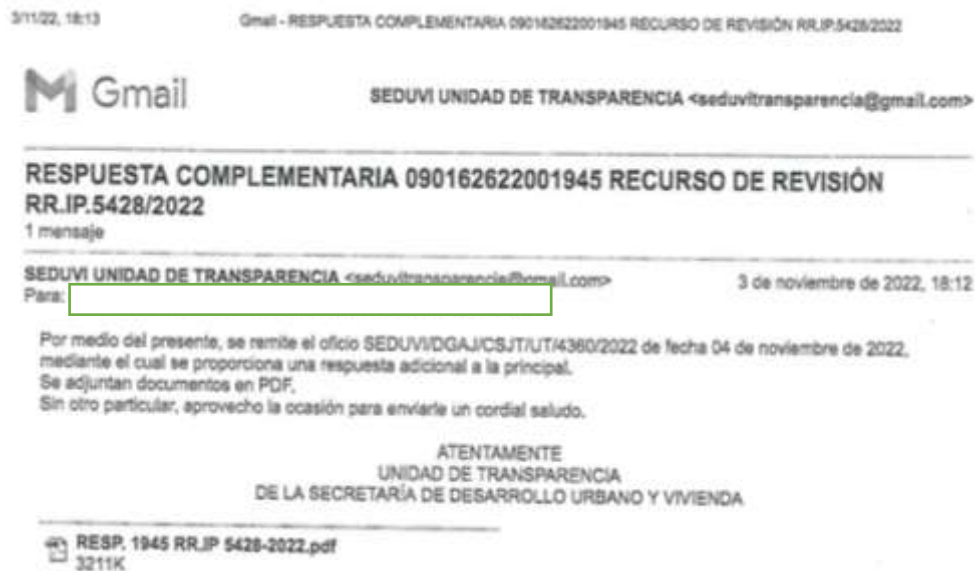 3/11/22, 18:13
Gmail - RESPUESTA COMPLEMENTARIA 090162622001945 RECURSO DE REVISIÓN RR.IP.5428/2022
Gmail
SEDUVI UNIDAD DE TRANSPARENCIA <seduvitransparencia@gmail.com>
RESPUESTA COMPLEMENTARIA 090162622001945 RECURSO DE REVISIÓN
RR.IP.5428/2022
1 mensaje
SEDUVI UNIDAD DE TRANSPARENCIA <seduvitransparencia@gmail.com>
3 de noviembre de 2022, 18:12
Para:
Por medio del presente, se remite el oficio SEDUVI/DGAJ/CSJT/UT/4360/2022 de fecha 04 de noviembre de 2022,
mediante el cual se proporciona una respuesta adicional a la principal.
Se adjuntan documentos en PDF.
Sin otro particular, aprovecho la ocasión para enviarle un cordial saludo.
ATENTAMENTE
UNIDAD DE TRANSPARENCIA
DE LA SECRETARÍA DE DESARROLLO URBANO Y VIVIENDA
RESP. 1945 RR.IP 5428-2022.pdf
3211K